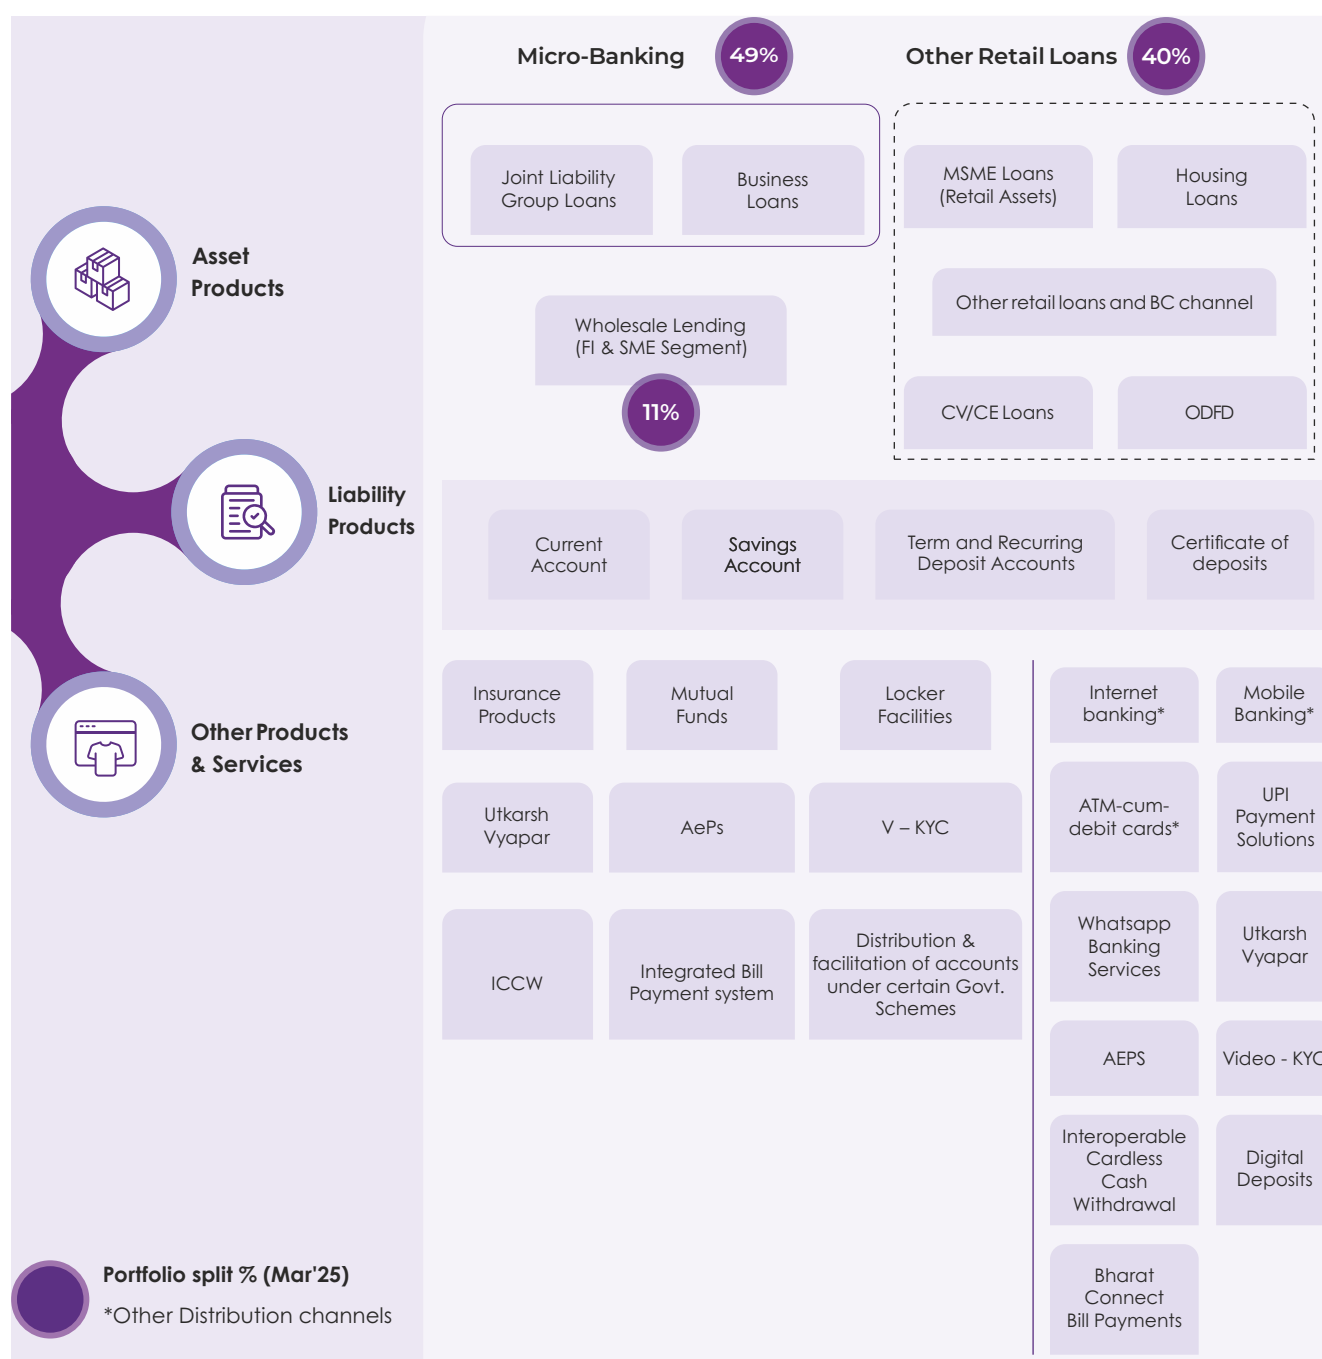 Micro-Banking
49%
Other Retail Loans
40%
Joint Liability
Group Loans
Business
Loans
MSME Loans
(Retail Assets)
Housing
Loans
Asset
Products
Other retail loans and BC channel
Wholesale Lending
(FI & SME Segment)
11%
CV/CE Loans
ODFD
Liability
Products
Current
Account
Savings
Account
Term and Recurring
Deposit Accounts
Certificate of
deposits
Other Products
& Services
Insurance
Products
Mutual
Funds
Locker
Facilities
Utkarsh
Vyapar
AePs
V – KYC
ICCW
Integrated Bill
Payment system
Distribution &
facilitation of accounts
under certain Govt.
Schemes
Internet
banking*
Mobile
Banking*
ATM-cum-
debit cards*
UPI
Payment
Solutions
Whatsapp
Banking
Services
Utkarsh
Vyapar
AEPS
Video - KYC
Interoperable
Cardless
Cash
Withdrawal
Digital
Deposits
Bharat
Connect
Bill Payments
Portfolio split % (Mar'25)
*Other Distribution channels